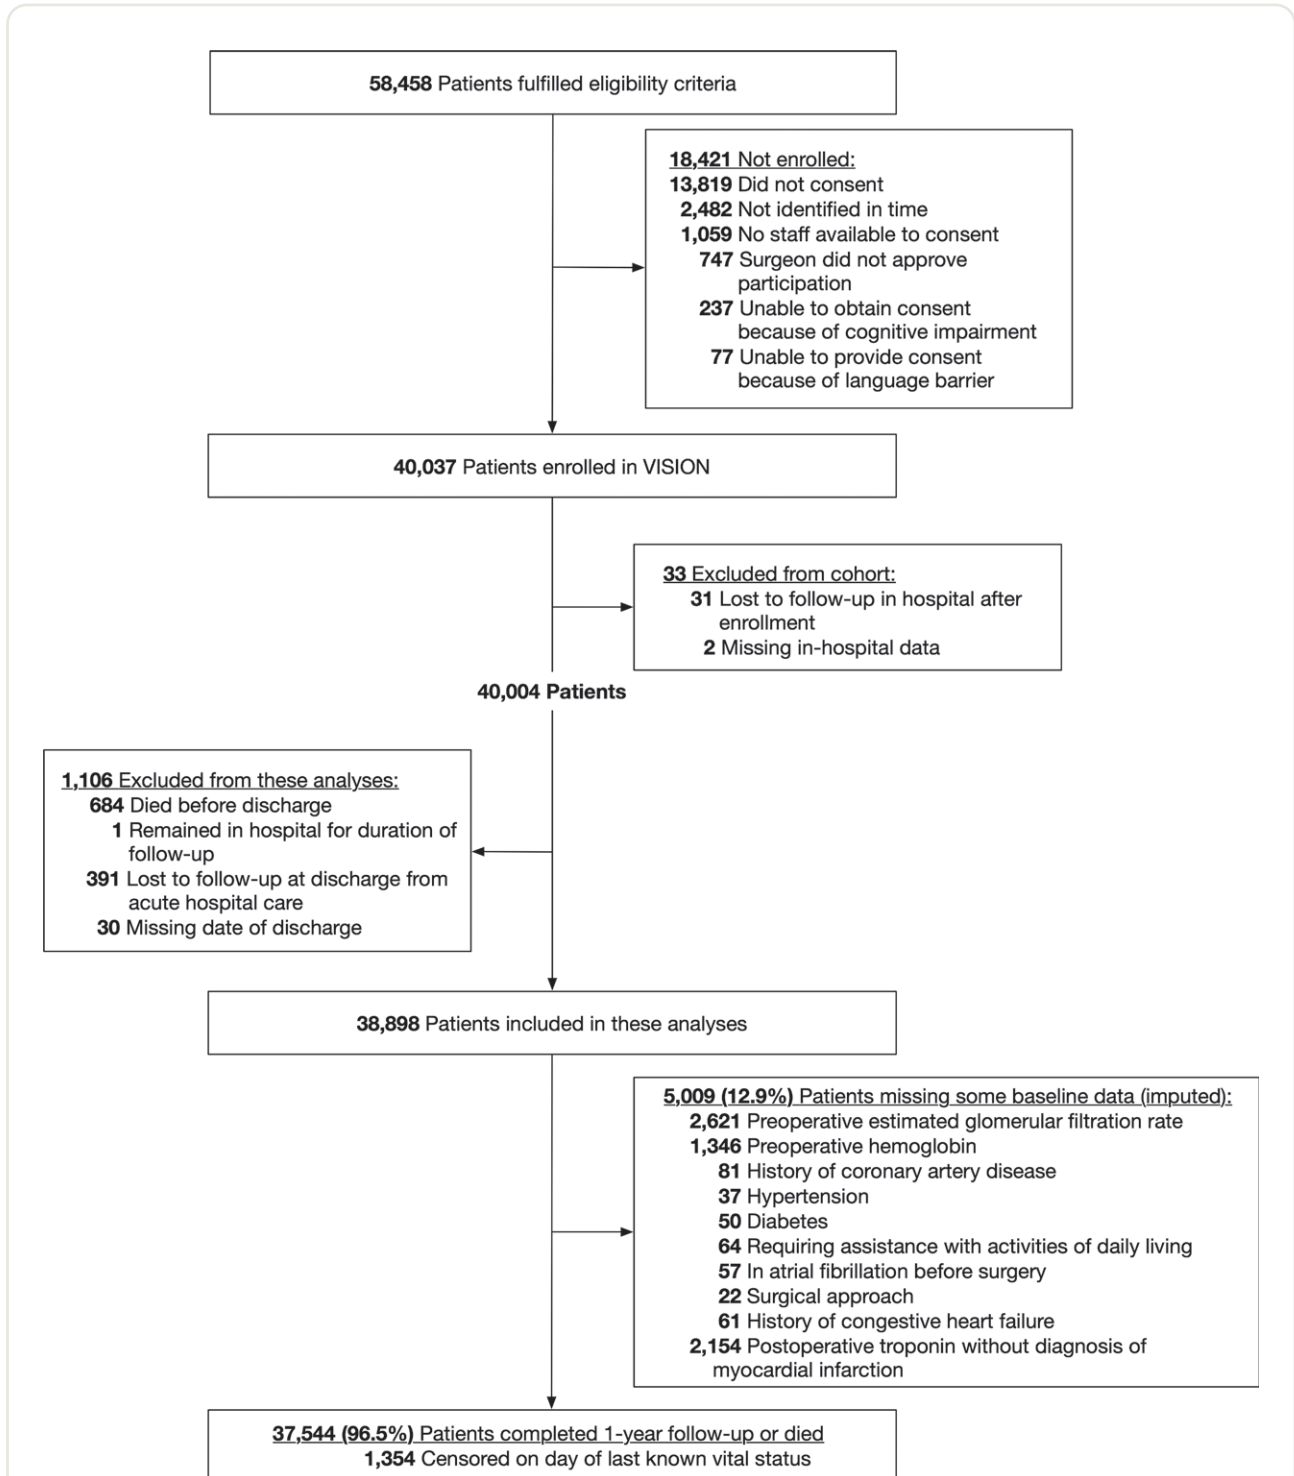 58,458 Patients fulfilled eligibility criteria
18,421 Not enrolled:
13,819 Did not consent
2,482 Not identified in time
1,059 No staff available to consent
747 Surgeon did not approve
participation
237 Unable to obtain consent
because of cognitive impairment
77 Unable to provide consent
because of language barrier
40,037 Patients enrolled in VISION
33 Excluded from cohort:
31 Lost to follow-up in hospital after
enrollment
2 Missing in-hospital data
40,004 Patients
1,106 Excluded from these analyses:
684 Died before discharge
1 Remained in hospital for duration of
follow-up
391 Lost to follow-up at discharge from
acute hospital care
30 Missing date of discharge
38,898 Patients included in these analyses
5,009 (12.9%) Patients missing some baseline data (imputed):
2,621 Preoperative estimated glomerular filtration rate
1,346 Preoperative hemoglobin
81 History of coronary artery disease
37 Hypertension
50 Diabetes
64 Requiring assistance with activities of daily living
57 In atrial fibrillation before surgery
22 Surgical approach
61 History of congestive heart failure
2,154 Postoperative troponin without diagnosis of
myocardial infarction
37,544 (96.5%) Patients completed 1-year follow-up or died
1,354 Censored on day of last known vital status